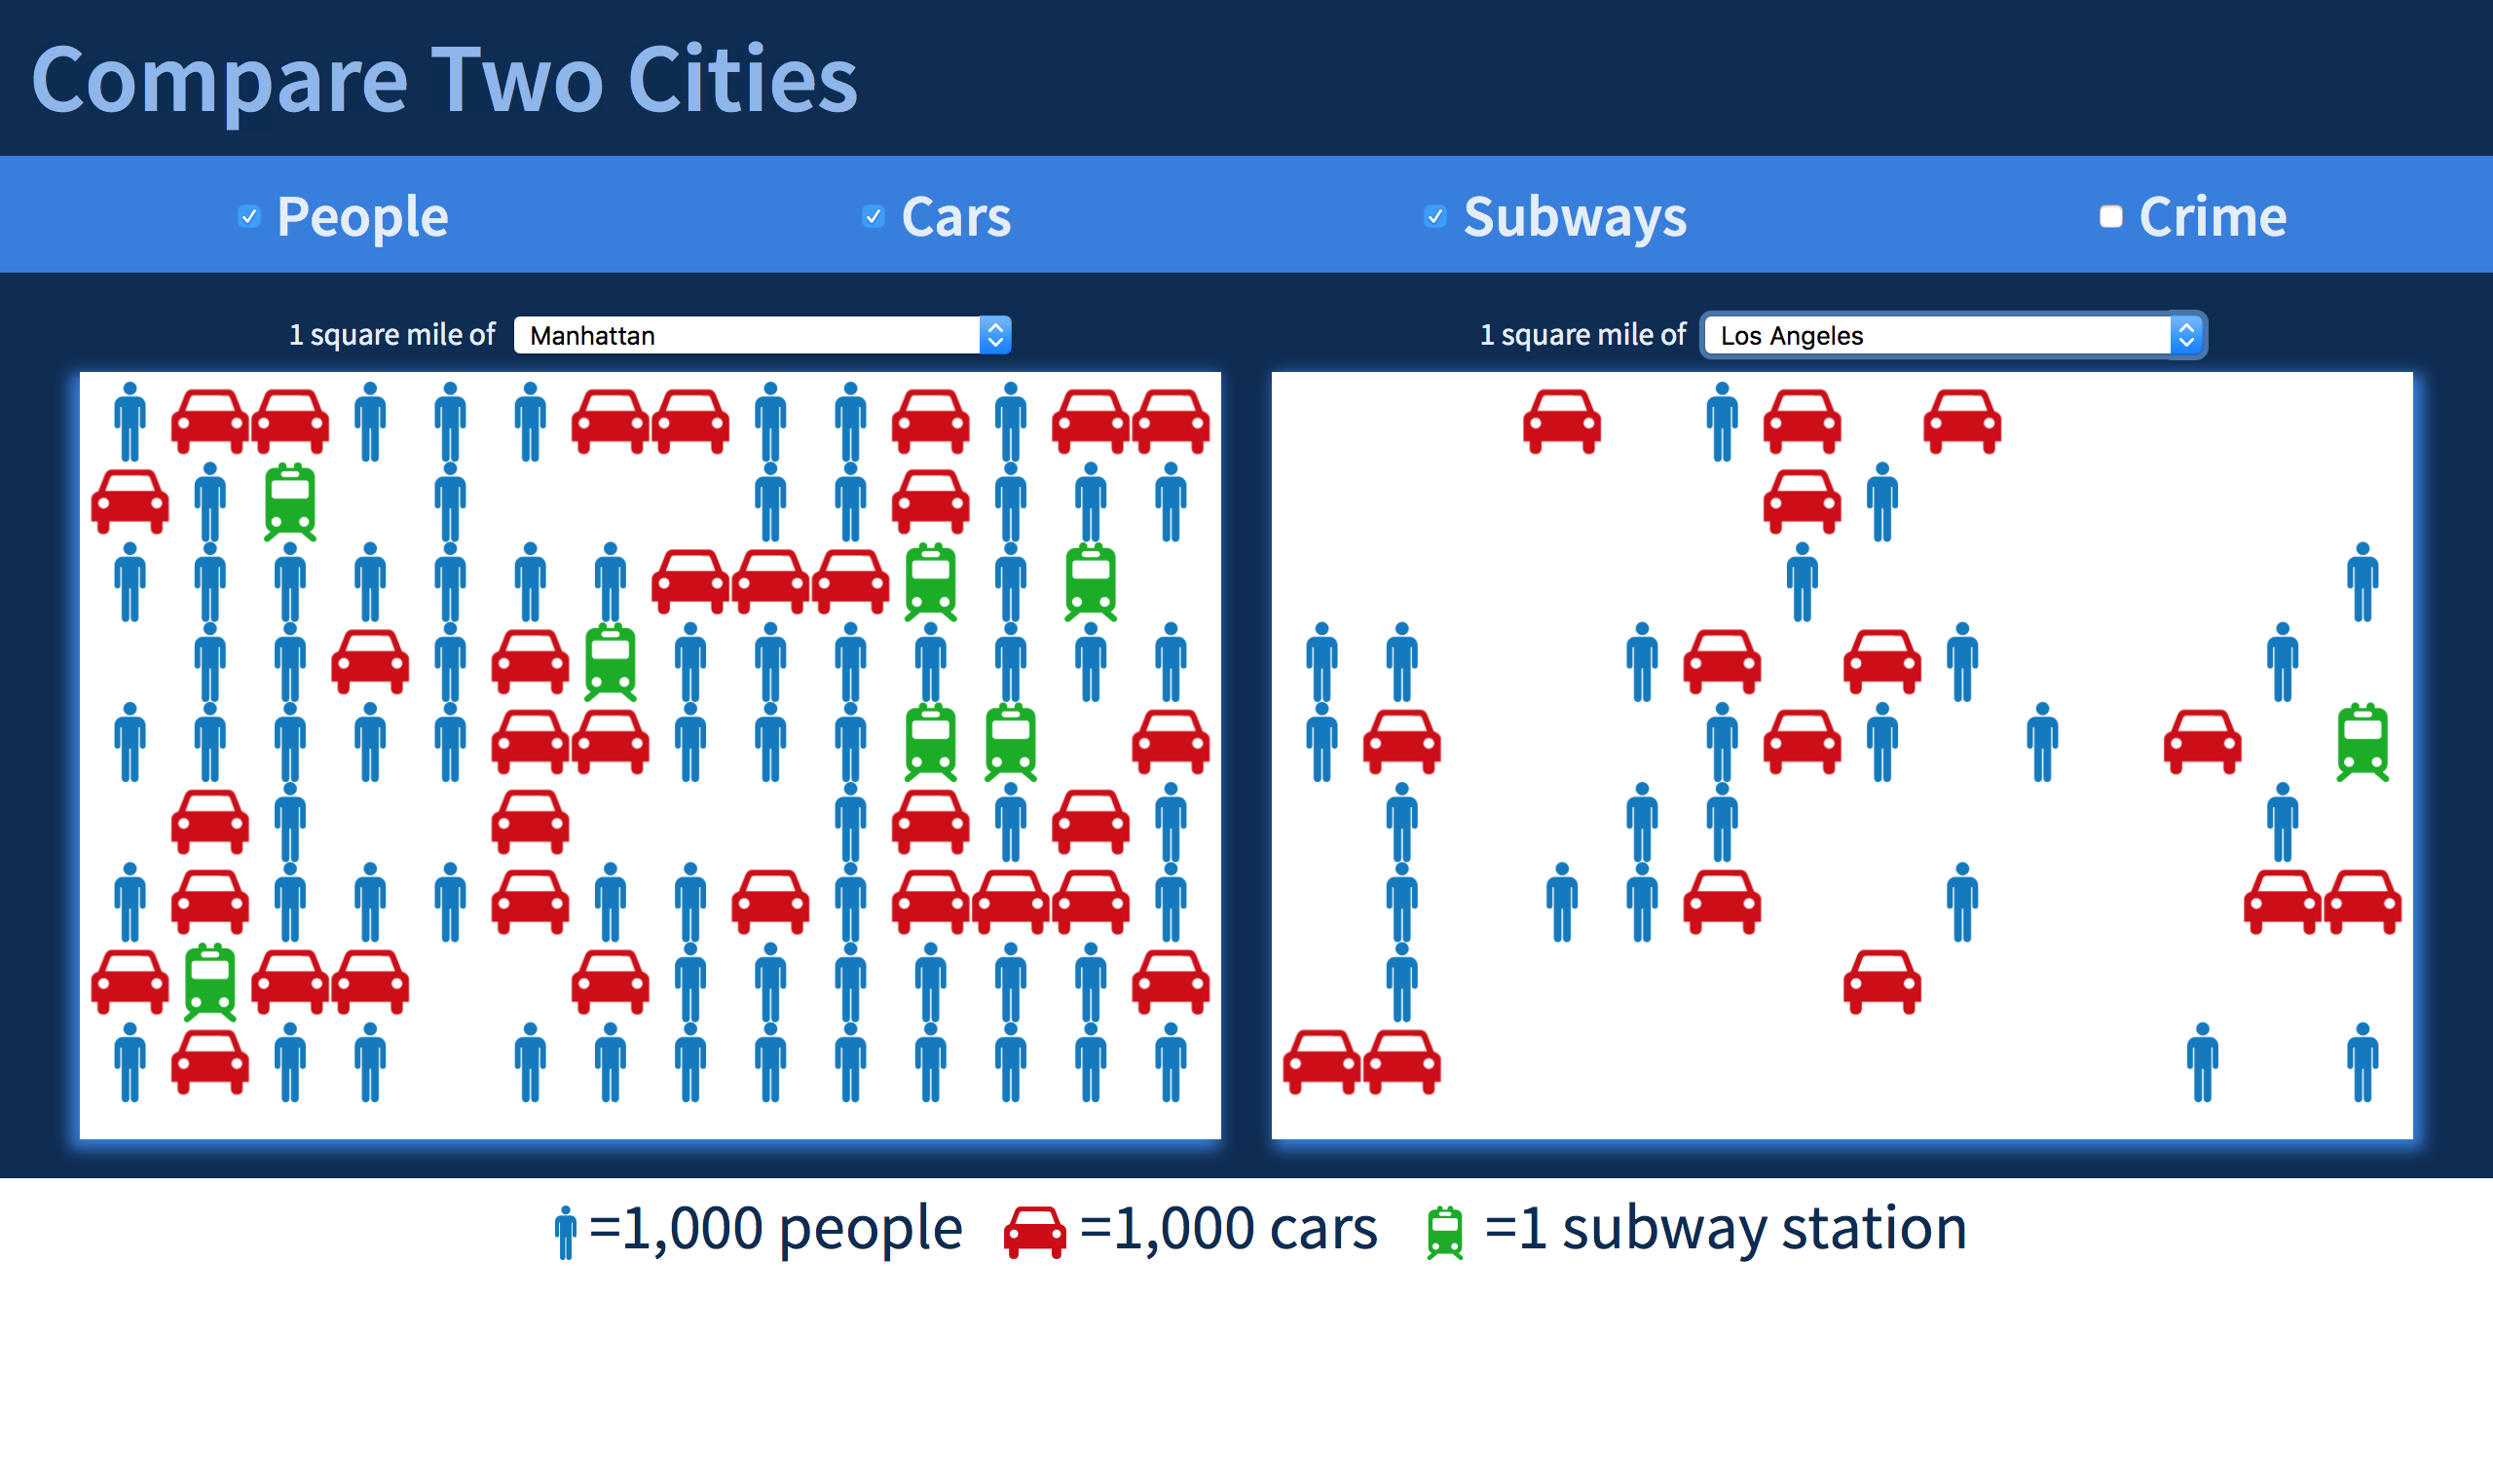 Compare Two Cities
People Cars Subways Crime
1 square mile of Manhattan 1 square mile of Los Angeles
=1,000 people =1,000 cars =1 subway station